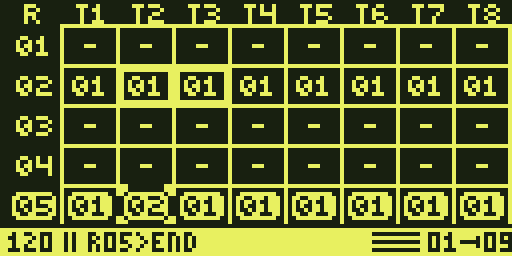 R T1 T2 T3 T4 T5 T6 T7 T8
01 - - - - - - - -
02 01 01 01 01 01 01 01 01
03 - - - - - - - -
04 - - - - - - - -
05 01 02 01 01 01 01 01 01
120 R05>END 01→09